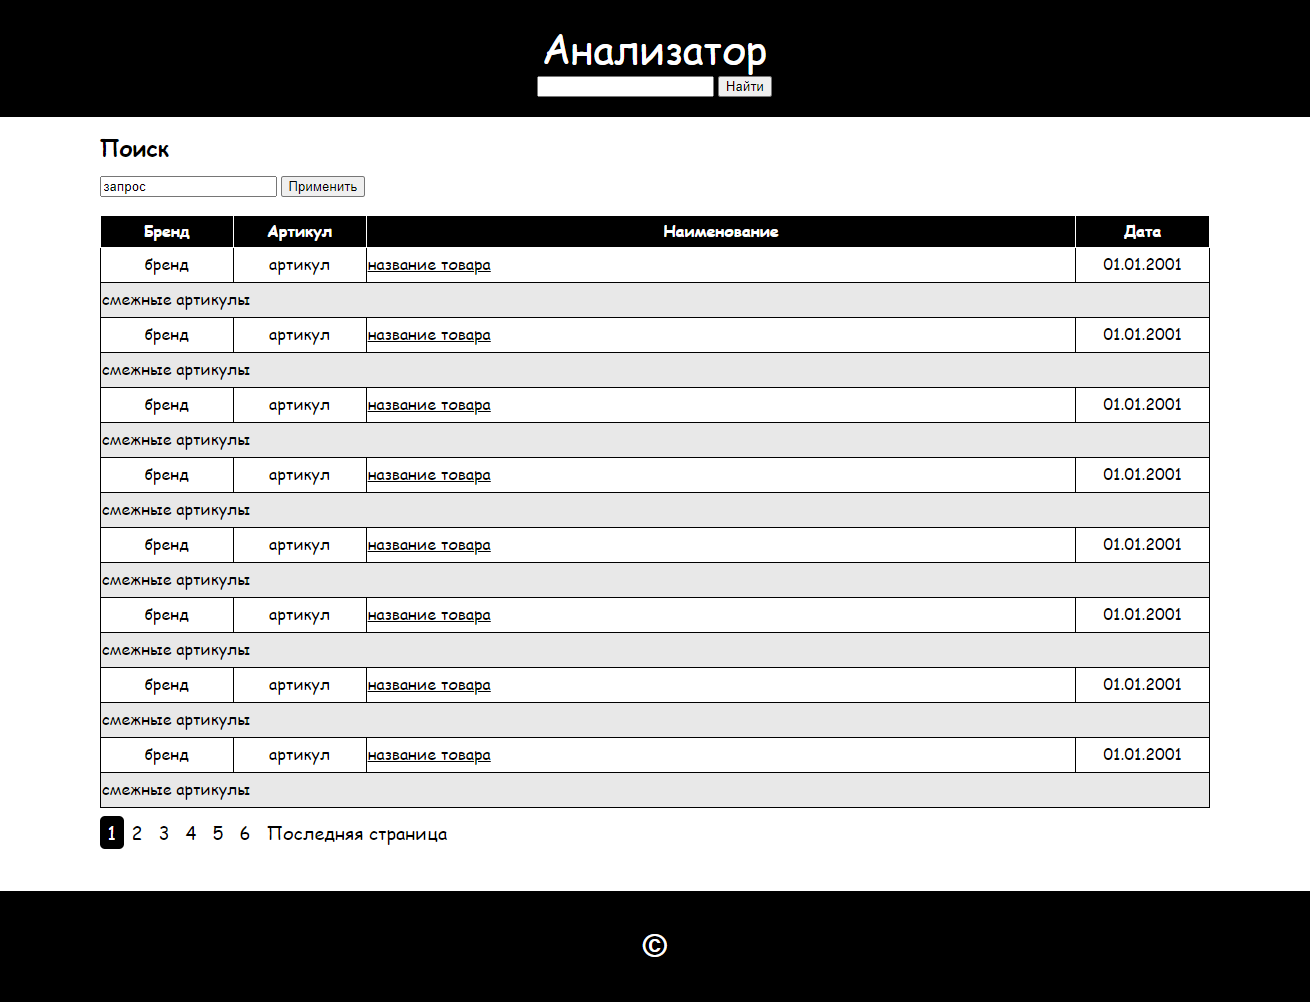 Анализатор
Найти
Поиск
запрос Применить
Бренд Артикул Наименование Дата
бренд артикул название товара 01.01.2001
смежные артикулы
бренд артикул название товара 01.01.2001
смежные артикулы
бренд артикул название товара 01.01.2001
смежные артикулы
бренд артикул название товара 01.01.2001
смежные артикулы
бренд артикул название товара 01.01.2001
смежные артикулы
бренд артикул название товара 01.01.2001
смежные артикулы
бренд артикул название товара 01.01.2001
смежные артикулы
бренд артикул название товара 01.01.2001
смежные артикулы
1 2 3 4 5 6 Последняя страница
©